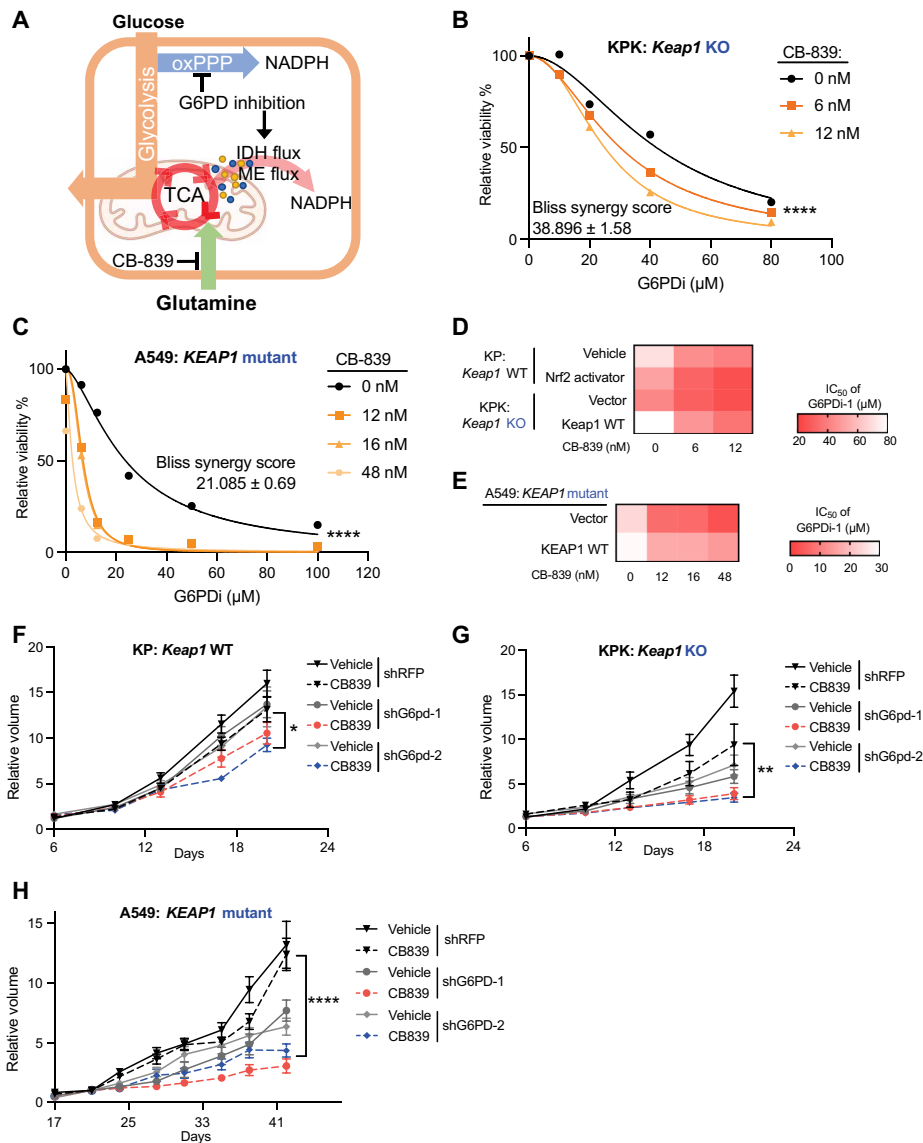 A
Glucose
oxPPP
NADPH
Glycolysis
G6PD inhibition
IDH flux
ME flux
TCA
NADPH
CB-839
Glutamine
B
KPK: Keap1 KO
CB-839:
0 nM
6 nM
12 nM
Relative viability %
100
50
0
Bliss synergy score
38.896 ± 1.58
****
0 20 40 60 80 100
G6PDi (µM)
C
A549: KEAP1 mutant
CB-839
0 nM
12 nM
16 nM
48 nM
Relative viability %
100
50
0
Bliss synergy score
21.085 ± 0.69
****
0 20 40 60 80 100 120
G6PDi (µM)
D
KP:
Keap1 WT
Vehicle
Nrf2 activator
KPK:
Keap1 KO
Vector
Keap1 WT
CB-839 (nM)
0 6 12
IC50 of
G6PDi-1 (µM)
20 40 60 80
E
A549: KEAP1 mutant
Vector
KEAP1 WT
CB-839 (nM)
0 12 16 48
IC50 of
G6PDi-1 (µM)
0 10 20 30
F
KP: Keap1 WT
Relative volume
20
15
10
5
0
6 12 18 24
Days
*
Vehicle
CB839
shRFP
Vehicle
CB839
shG6pd-1
Vehicle
CB839
shG6pd-2
G
KPK: Keap1 KO
Relative volume
20
15
10
5
0
6 12 18 24
Days
**
Vehicle
CB839
shRFP
Vehicle
CB839
shG6pd-1
Vehicle
CB839
shG6pd-2
H
A549: KEAP1 mutant
Relative volume
15
10
5
0
17 25 33 41
Days
****
Vehicle
CB839
shRFP
Vehicle
CB839
shG6PD-1
Vehicle
CB839
shG6PD-2